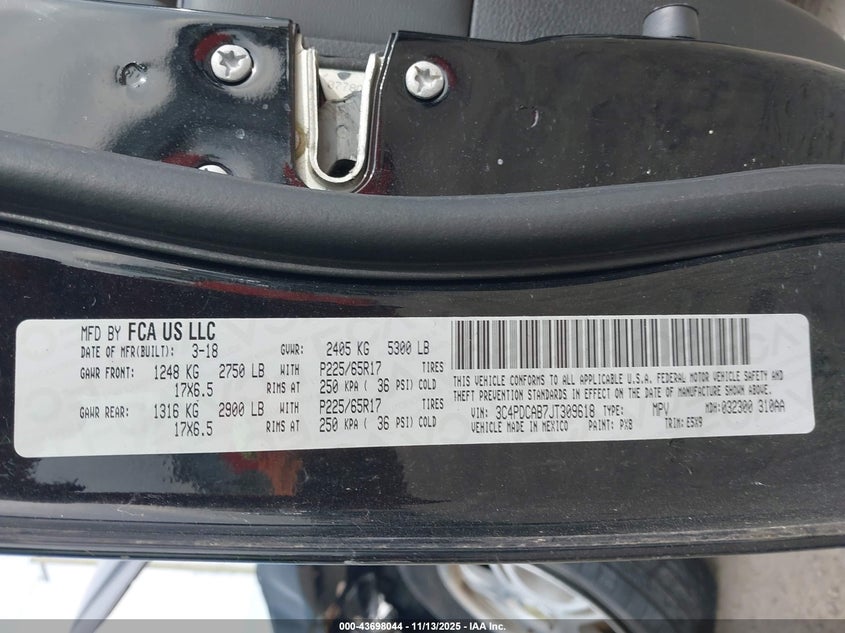 MFD BY FCA US LLC
DATE OF MFR(BUILT): 3-18 GVWR: 2405 KG 5300 LB
GAWR FRONT: 1248 KG 2750 LB WITH P225/65R17 TIRES
17X6.5 RIMS AT 250 KPA ( 36 PSI) COLD
GAWR REAR: 1316 KG 2900 LB WITH P225/65R17 TIRES
17X6.5 RIMS AT 250 KPA ( 36 PSI) COLD
THIS VEHICLE CONFORMS TO ALL APPLICABLE U.S.A. FEDERAL MOTOR VEHICLE SAFETY AND
THEFT PREVENTION STANDARDS IN EFFECT ON THE DATE OF MANUFACTURE SHOWN ABOVE.
VIN: 3C4PDCAB7JT309618 TYPE: MPV MDH: 032300 310AA
VEHICLE MADE IN MEXICO PAINT: PX8 TRIM: E5X9
000-43698044 - 11/13/2025 - IAA Inc.